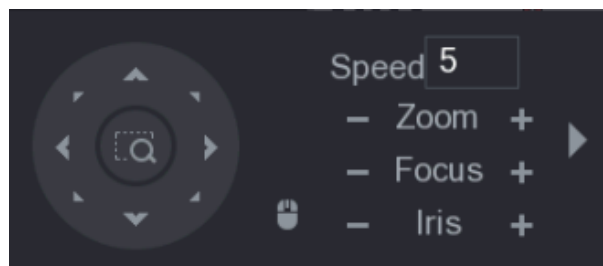 Speed 5
− Zoom +
− Focus +
− Iris +